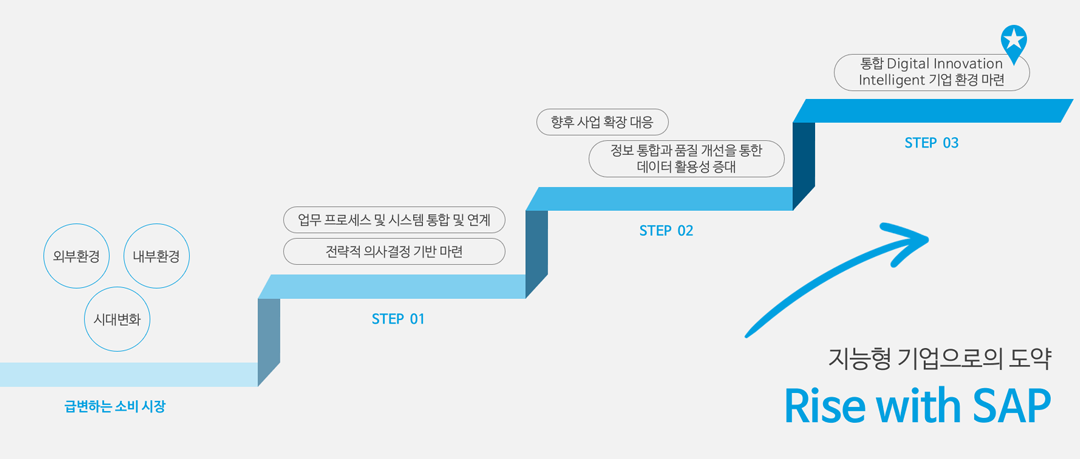 외부환경
내부환경
시대변화
급변하는 소비 시장
업무 프로세스 및 시스템 통합 및 연계
전략적 의사결정 기반 마련
STEP 01
향후 사업 확장 대응
정보 통합과 품질 개선을 통한
데이터 활용성 증대
STEP 02
통합 Digital Innovation
Intelligent 기업 환경 마련
STEP 03
지능형 기업으로의 도약
Rise with SAP